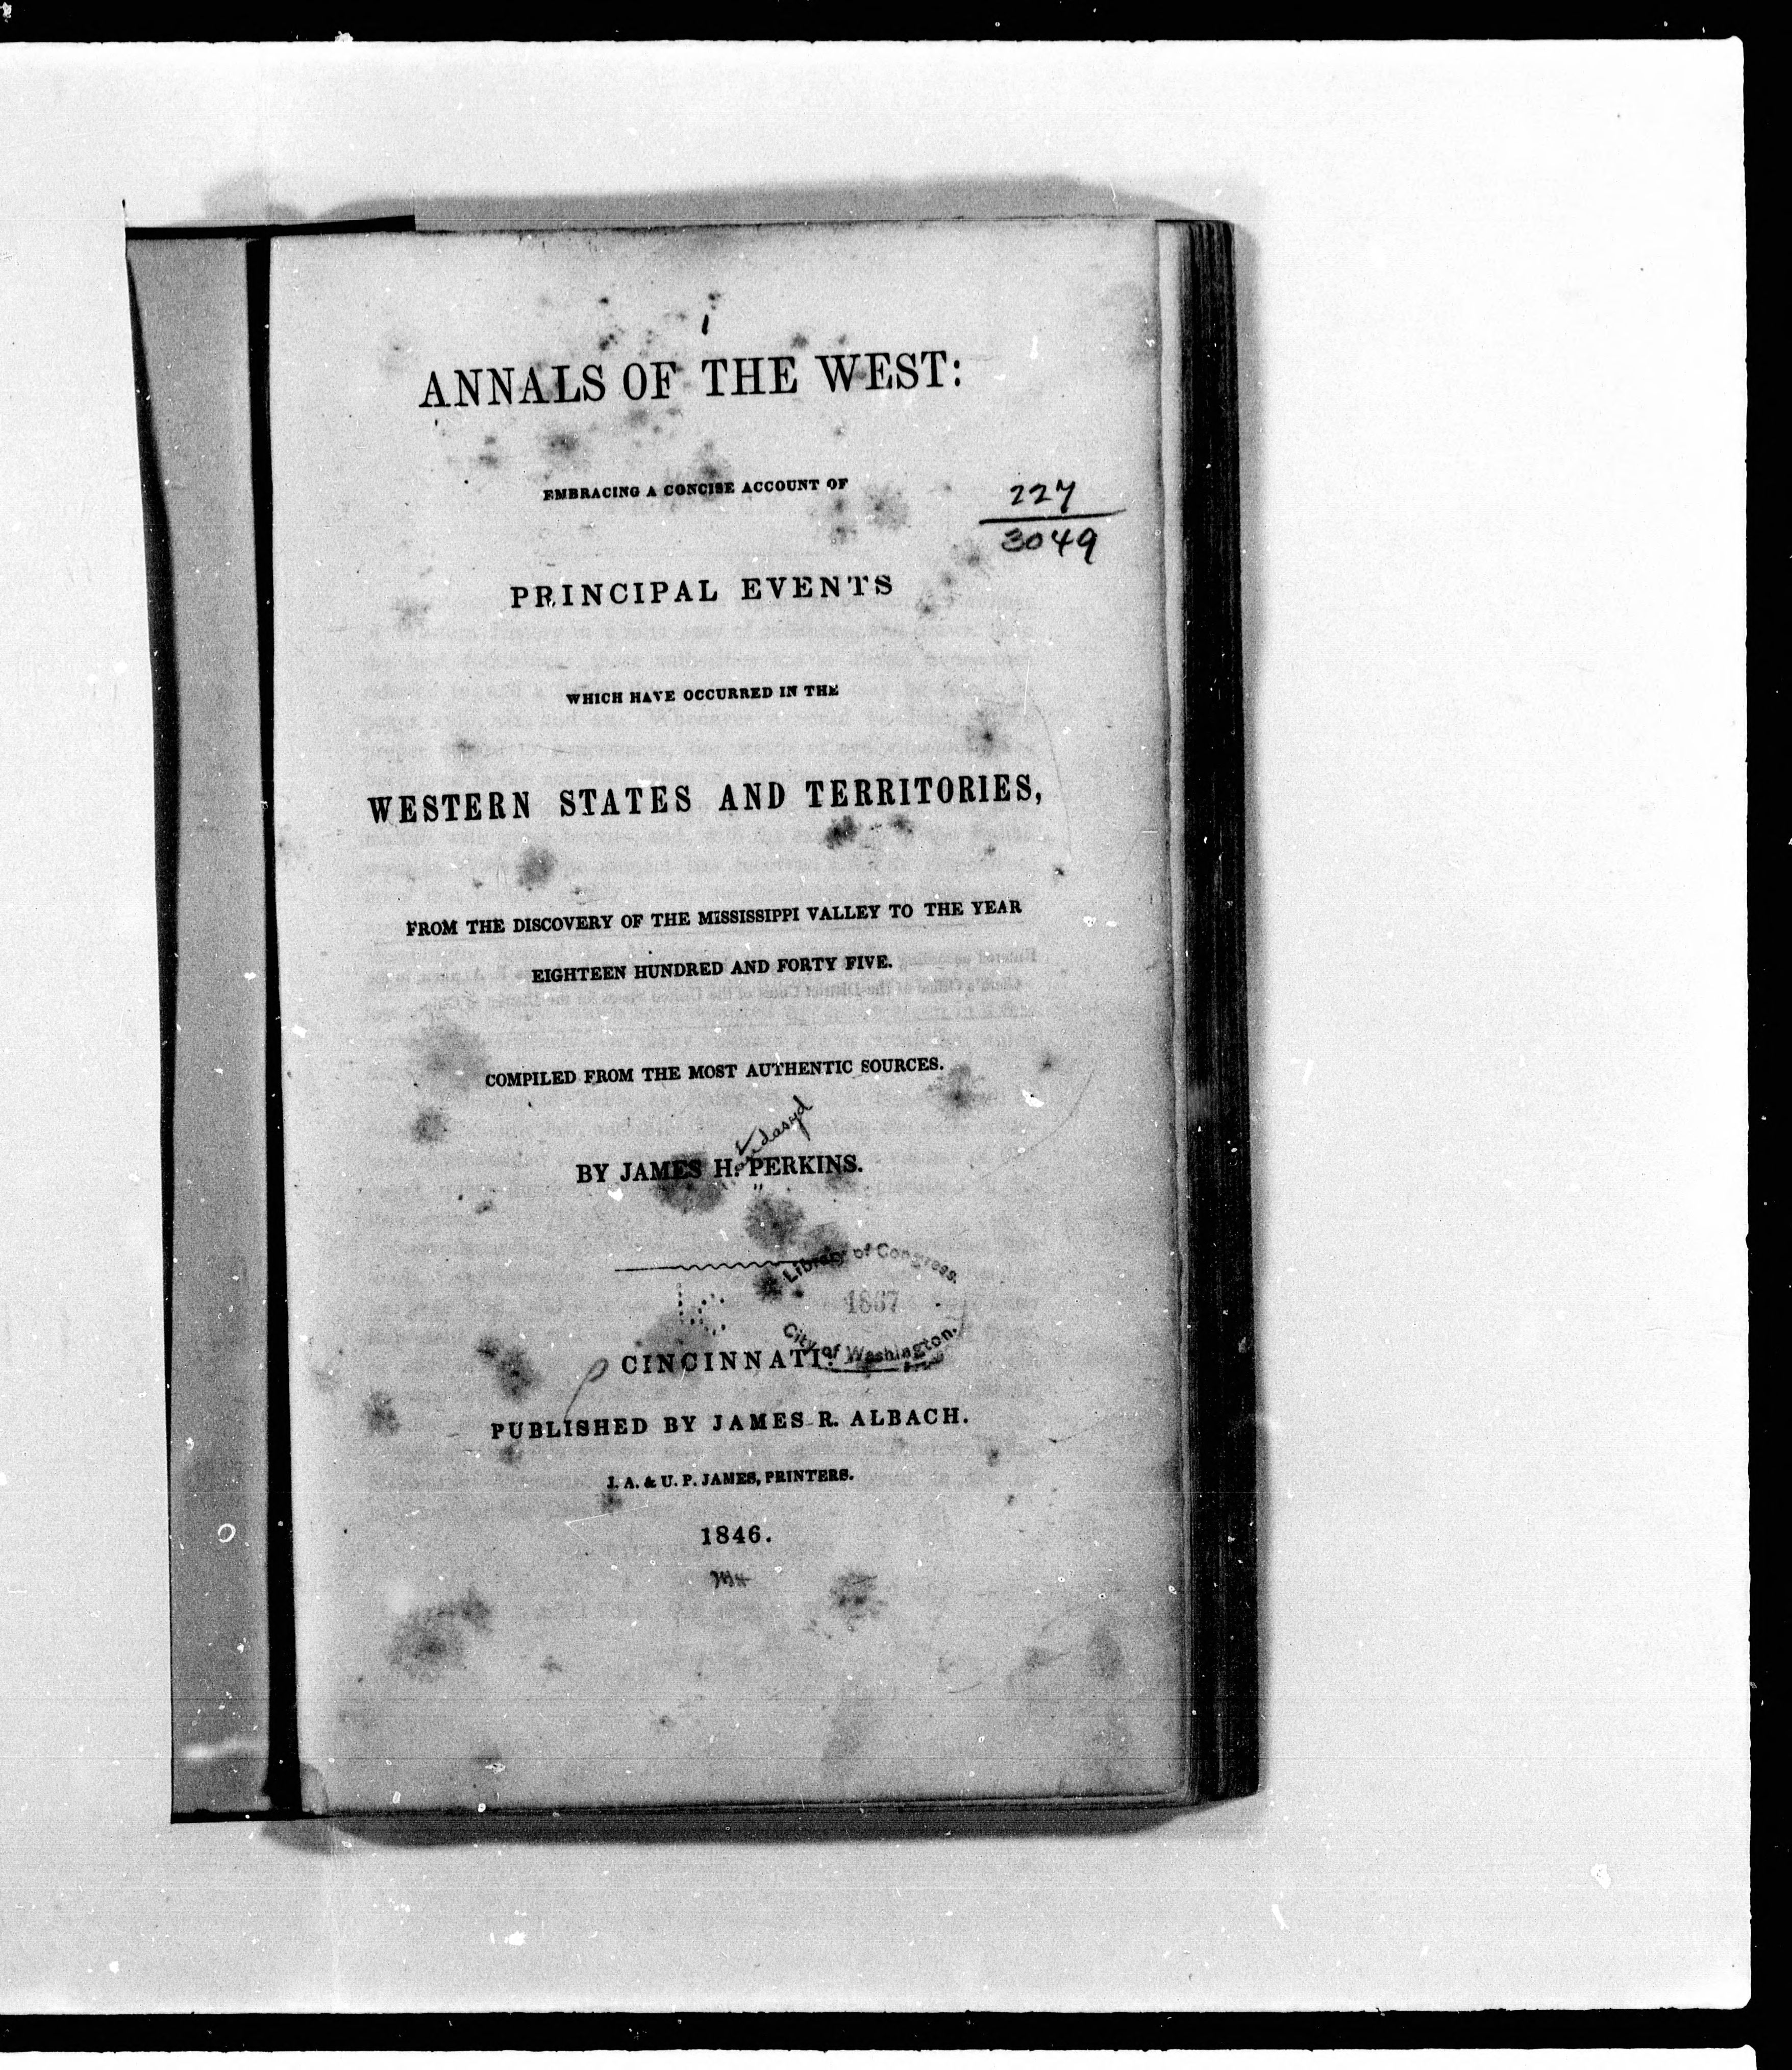 ANNALS OF THE WEST:
EMBRACING A CONCISE ACCOUNT OF
227
3049
PRINCIPAL EVENTS
WHICH HAVE OCCURRED IN THE
WESTERN STATES AND TERRITORIES,
FROM THE DISCOVERY OF THE MISSISSIPPI VALLEY TO THE YEAR
EIGHTEEN HUNDRED AND FORTY FIVE.
COMPILED FROM THE MOST AUTHENTIC SOURCES.
BY JAMES H. PERKINS.
Library of Congress.
1867
City of Washington.
CINCINNATI:
PUBLISHED BY JAMES R. ALBACH.
J. A. & U. P. JAMES, PRINTERS.
1846.